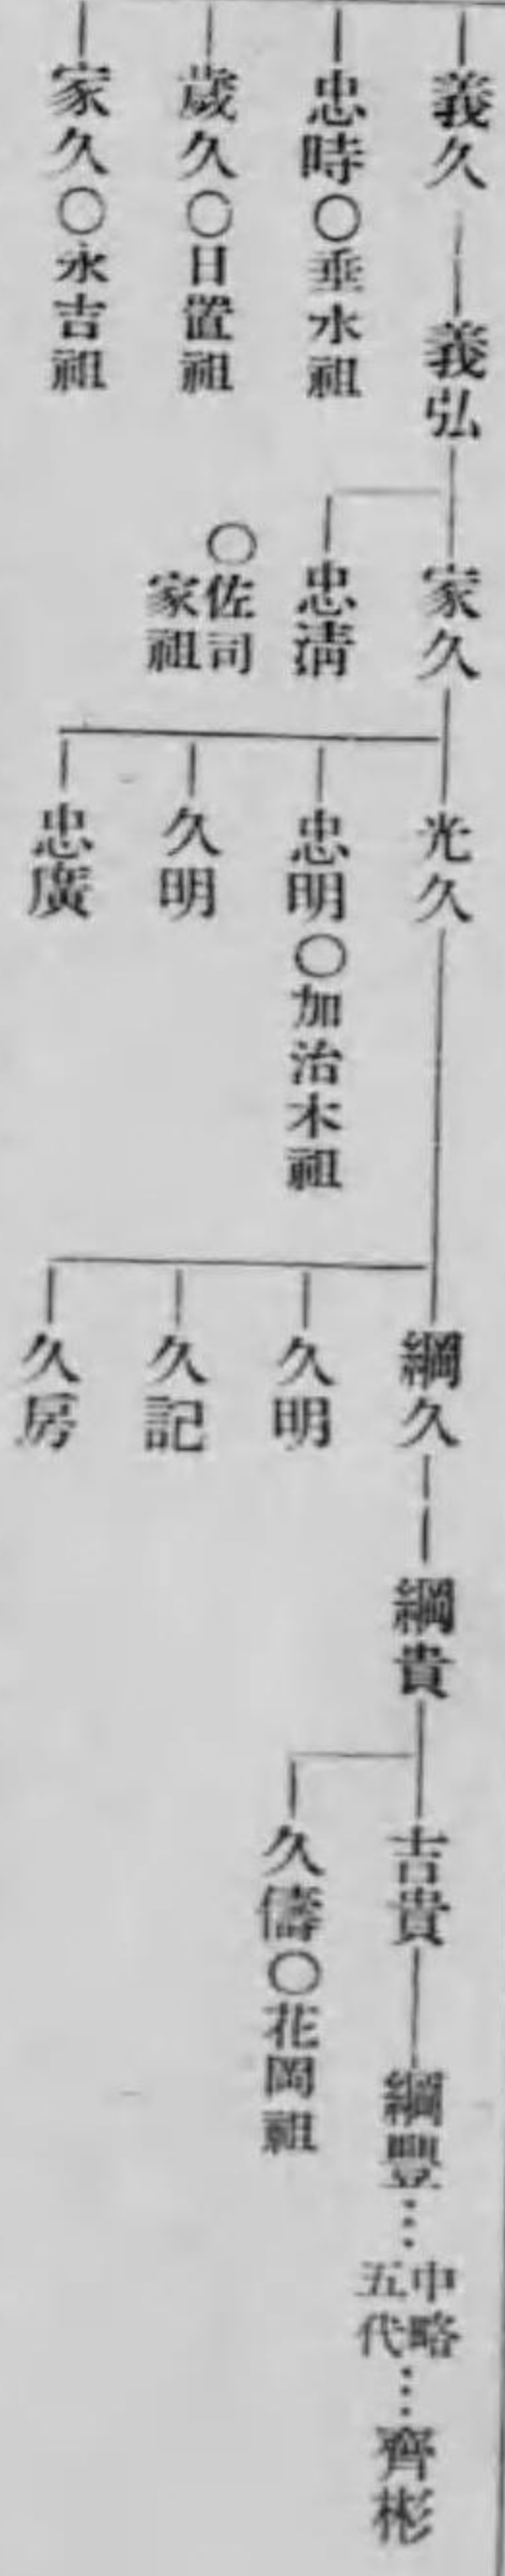 義久―義弘
忠時〇垂水祖
歲久〇日置祖
家久〇永吉祖
家久
忠淸
〇佐司
家祖
光久
忠明〇加治木祖
久明
忠廣
綱久――綱貴
久明
久記
久房
吉貴―綱豐…中略
五代…齊彬
久儔〇花岡祖